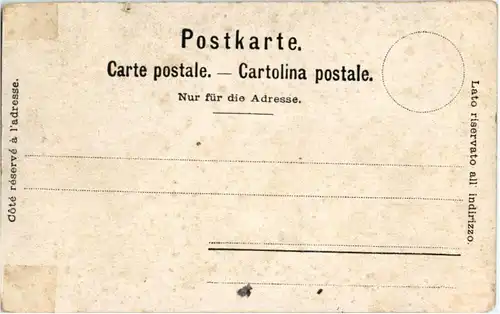 Postkarte.
Carte postale. — Cartolina postale.
Nur für die Adresse.
Côté réservé à l'adresse.
Lato riservato all' indirizzo.